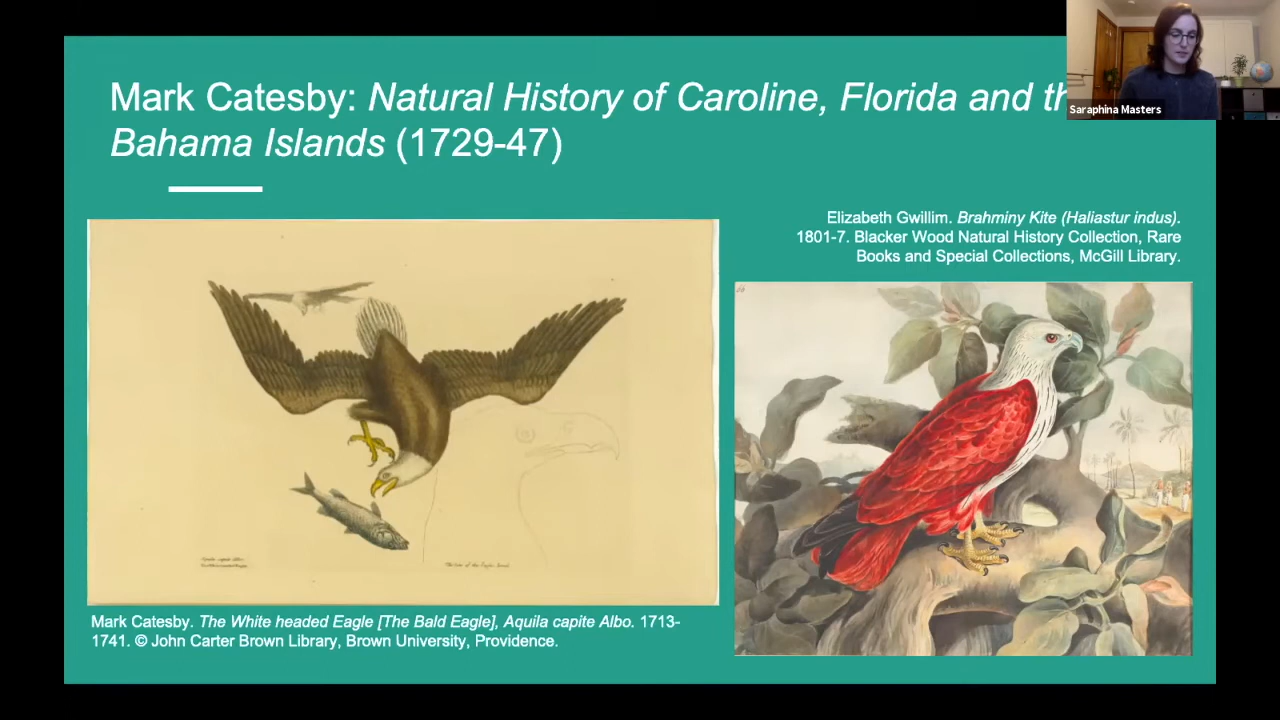 Mark Catesby: Natural History of Caroline, Florida and th
Bahama Islands (1729-47)
Saraphina Masters
Elizabeth Gwillim. Brahminy Kite (Haliastur indus).
1801-7. Blacker Wood Natural History Collection, Rare
Books and Special Collections, McGill Library.
Mark Catesby. The White headed Eagle [The Bald Eagle], Aquila capite Albo. 1713-
1741. © John Carter Brown Library, Brown University, Providence.